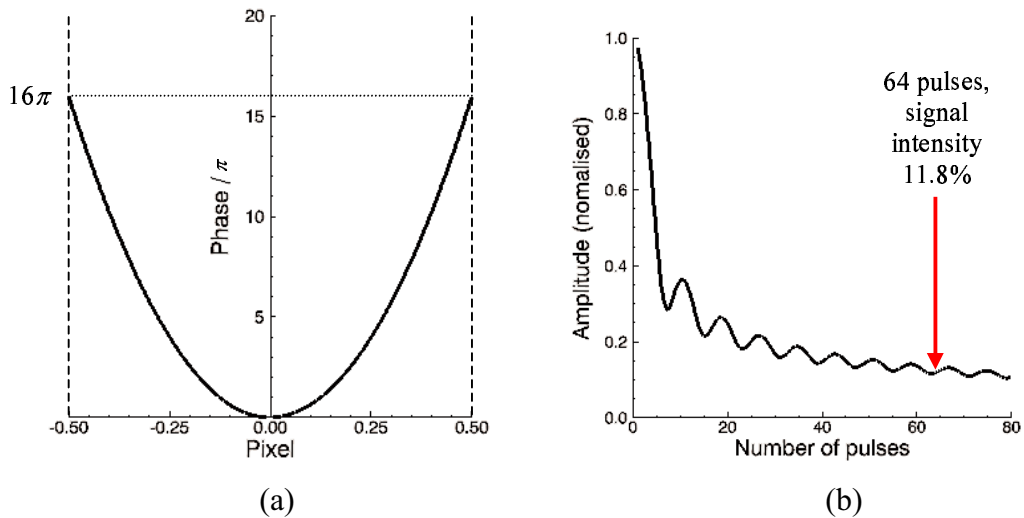 20
16π
15
10
5
Phase / π
-0.50
-0.25
0.00
0.25
0.50
Pixel
(a)
1.0
0.8
0.6
0.4
0.2
0.0
Amplitude (nomalised)
64 pulses,
signal
intensity
11.8%
0
20
40
60
80
Number of pulses
(b)